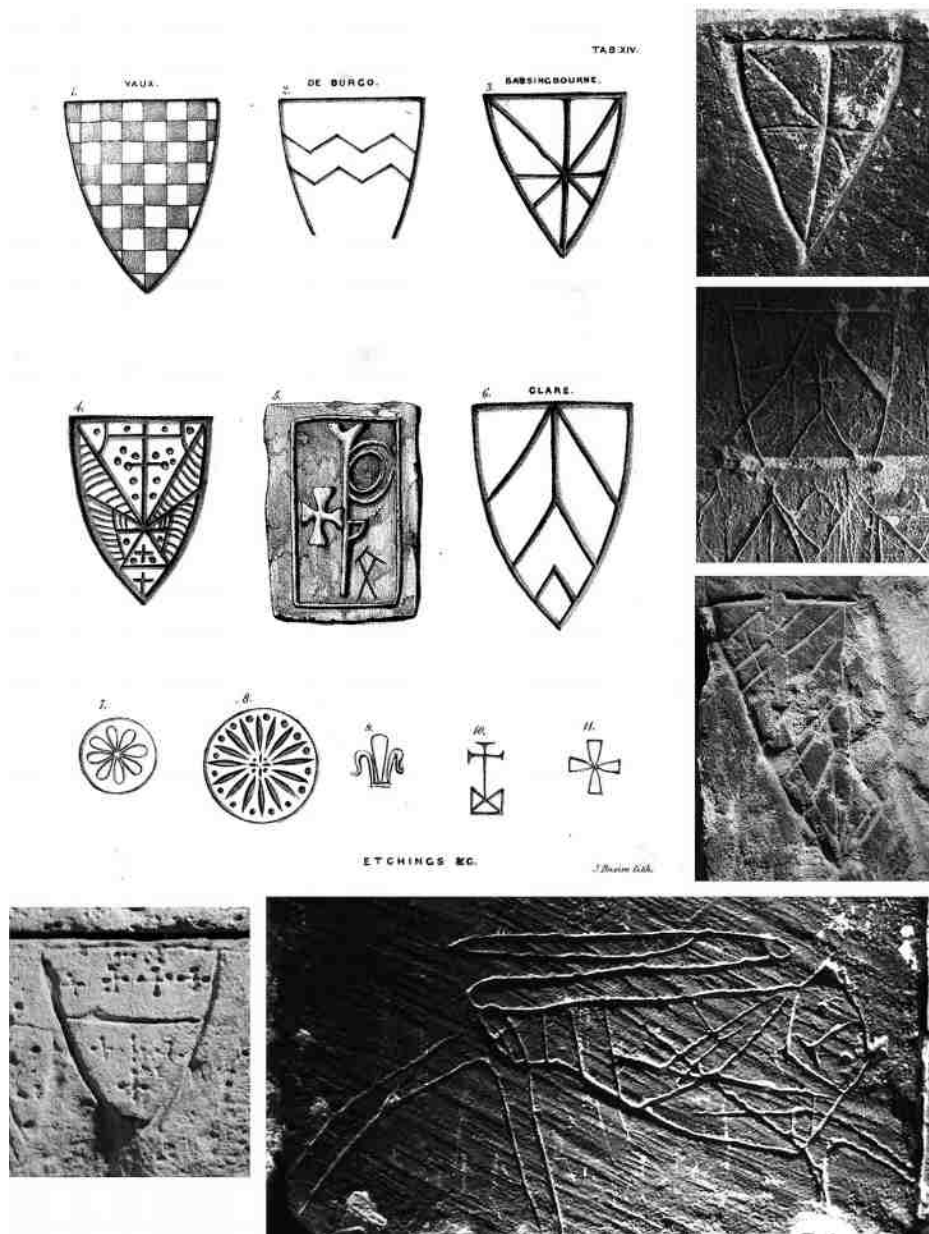 TAB.XIV.
1. VAUX.
2. DE BURGO.
3. BASSINGBOURNE.
4.
5.
6. CLARE.
7.
8.
9.
10.
11.
ETCHINGS &C.
lith.